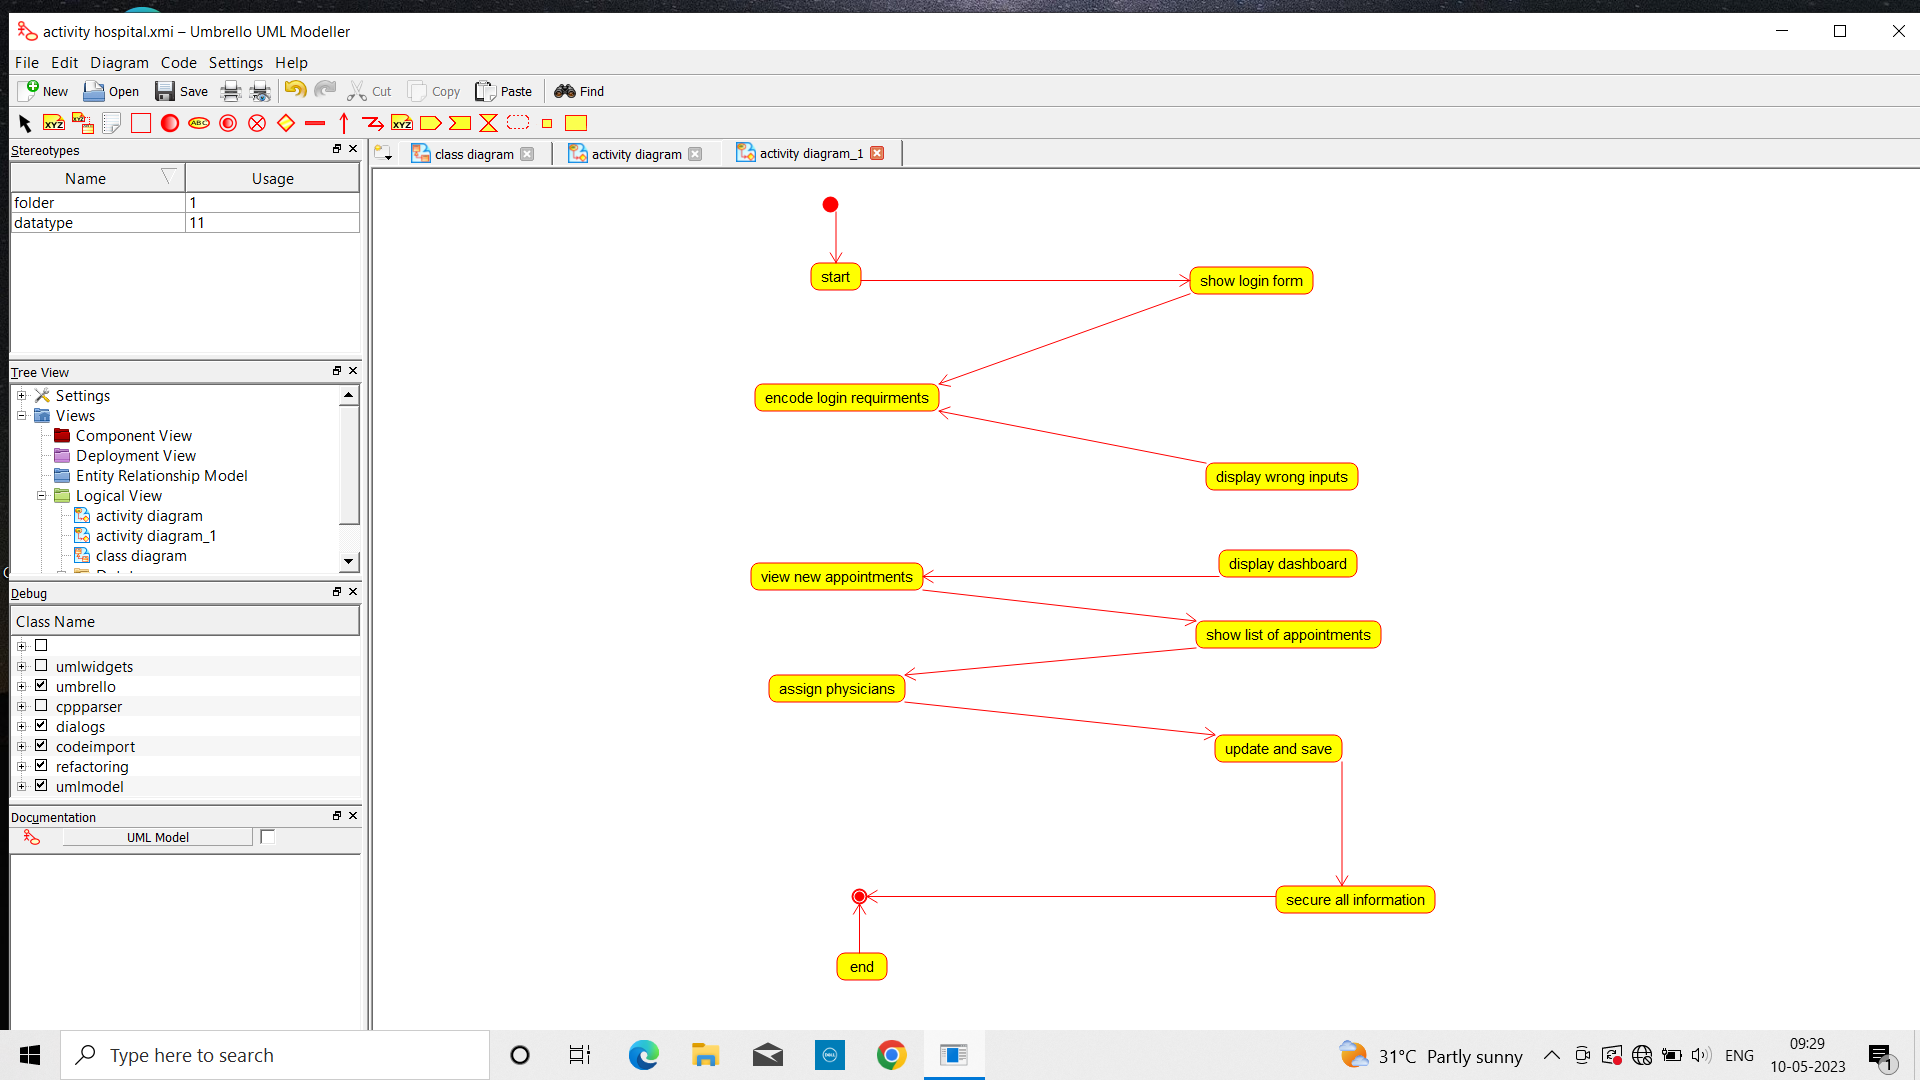 activity hospital.xmi – Umbrello UML Modeller
File Edit Diagram Code Settings Help
New Open Save Cut Copy Paste Find
XYZ XYZ ABC XYZ
Stereotypes
class diagram activity diagram activity diagram_1
Name Usage
folder 1
datatype 11
Tree View
Settings
Views
Component View
Deployment View
Entity Relationship Model
Logical View
activity diagram
activity diagram_1
class diagram
Debug
Class Name
umlwidgets
umbrello
cppparser
dialogs
codeimport
refactoring
umlmodel
Documentation
UML Model
start
show login form
encode login requirments
display wrong inputs
display dashboard
view new appointments
show list of appointments
assign physicians
update and save
secure all information
end
Type here to search
DELL
31°C Partly sunny
ENG
09:29
10-05-2023
1